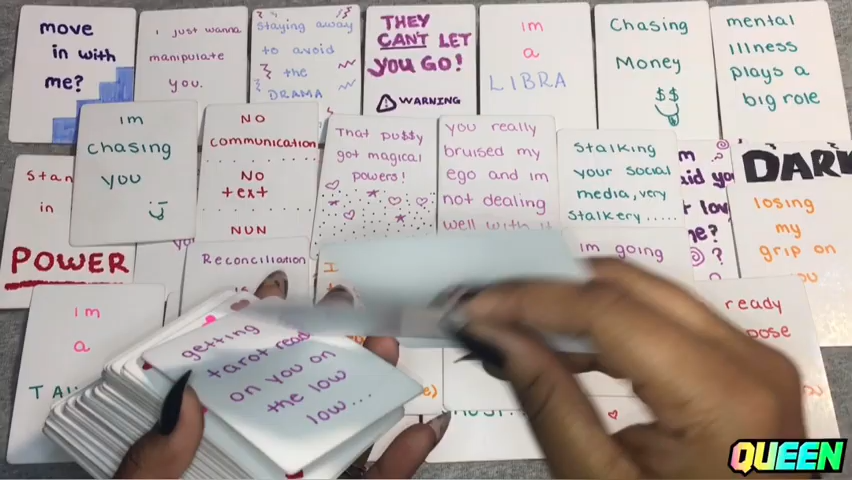 move
in with
me?
i just wanna
manipulate
you.
staying away
to avoid
the
DRAMA
THEY
CAN'T LET
YOU GO!
WARNING
im
a
LIBRA
Chasing
Money
$$
mental
illness
plays a
big role
im
chasing
you
NO
communication
NO
text
NUN
That pu$$y
got magical
powers!
you really
bruised my
ego and im
not dealing
well with it
Stalking
your social
media, very
stalkery.....
DARK
losing
my
grip on
Stan
in
POWER
Reconciliation
im going
im
a
ready
getting
tarot read
on you on
the low
low...
QUEEN